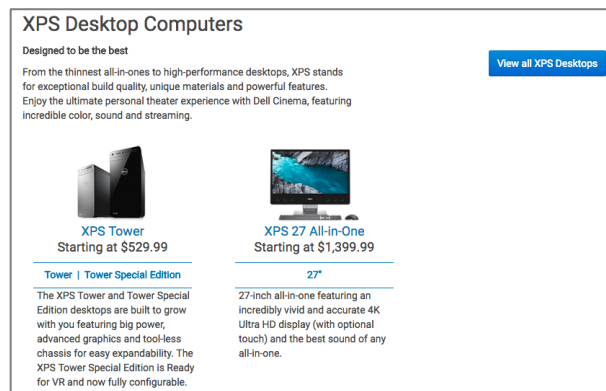 XPS Desktop Computers
Designed to be the best
From the thinnest all-in-ones to high-performance desktops, XPS stands
for exceptional build quality, unique materials and powerful features.
Enjoy the ultimate personal theater experience with Dell Cinema, featuring
incredible color, sound and streaming.
View all XPS Desktops
XPS Tower
Starting at $529.99
Tower | Tower Special Edition
The XPS Tower and Tower Special
Edition desktops are built to grow
with you featuring big power,
advanced graphics and tool-less
chassis for easy expandability. The
XPS Tower Special Edition is Ready
for VR and now fully configurable.
XPS 27 All-in-One
Starting at $1,399.99
27"
27-inch all-in-one featuring an
incredibly vivid and accurate 4K
Ultra HD display (with optional
touch) and the best sound of any
all-in-one.